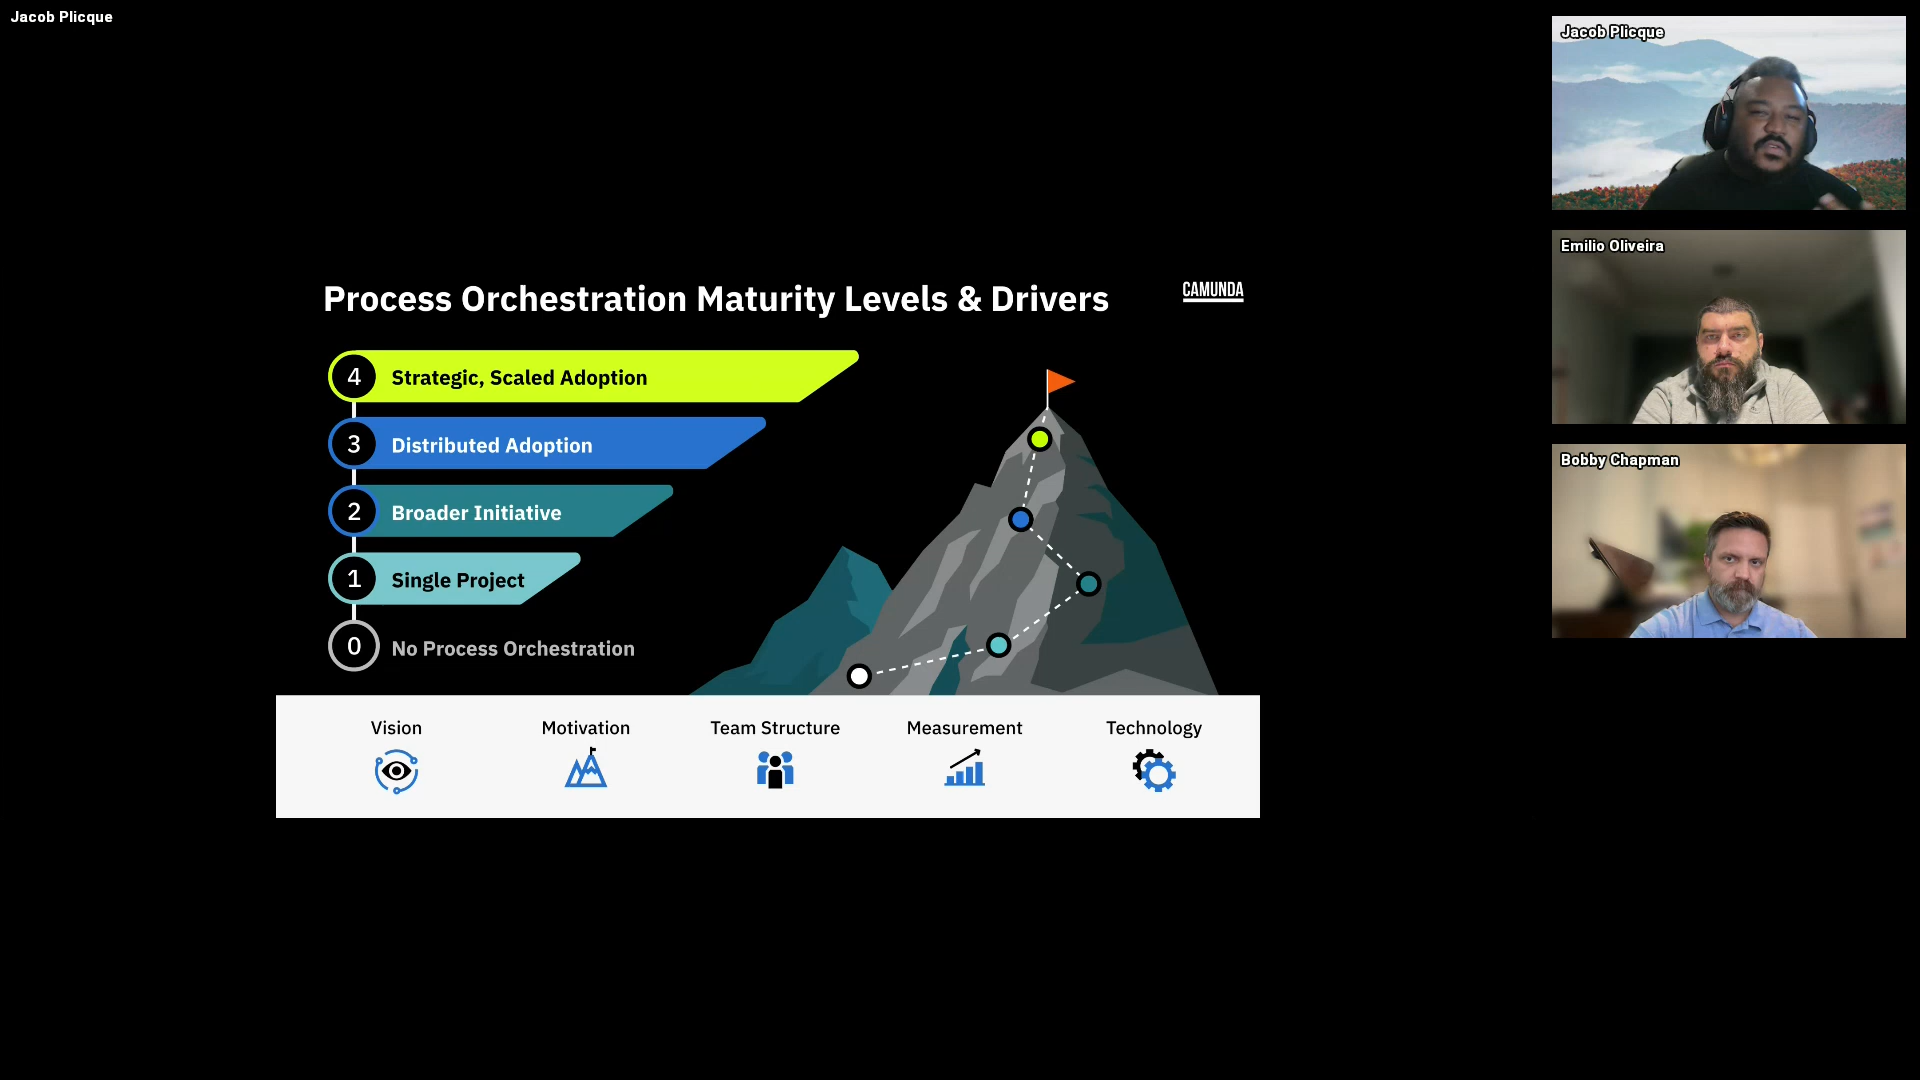 Jacob Plicque
Process Orchestration Maturity Levels & Drivers
CAMUNDA
4 Strategic, Scaled Adoption
3 Distributed Adoption
2 Broader Initiative
1 Single Project
0 No Process Orchestration
Vision
Motivation
Team Structure
Measurement
Technology
Jacob Plicque
Emilio Oliveira
Bobby Chapman